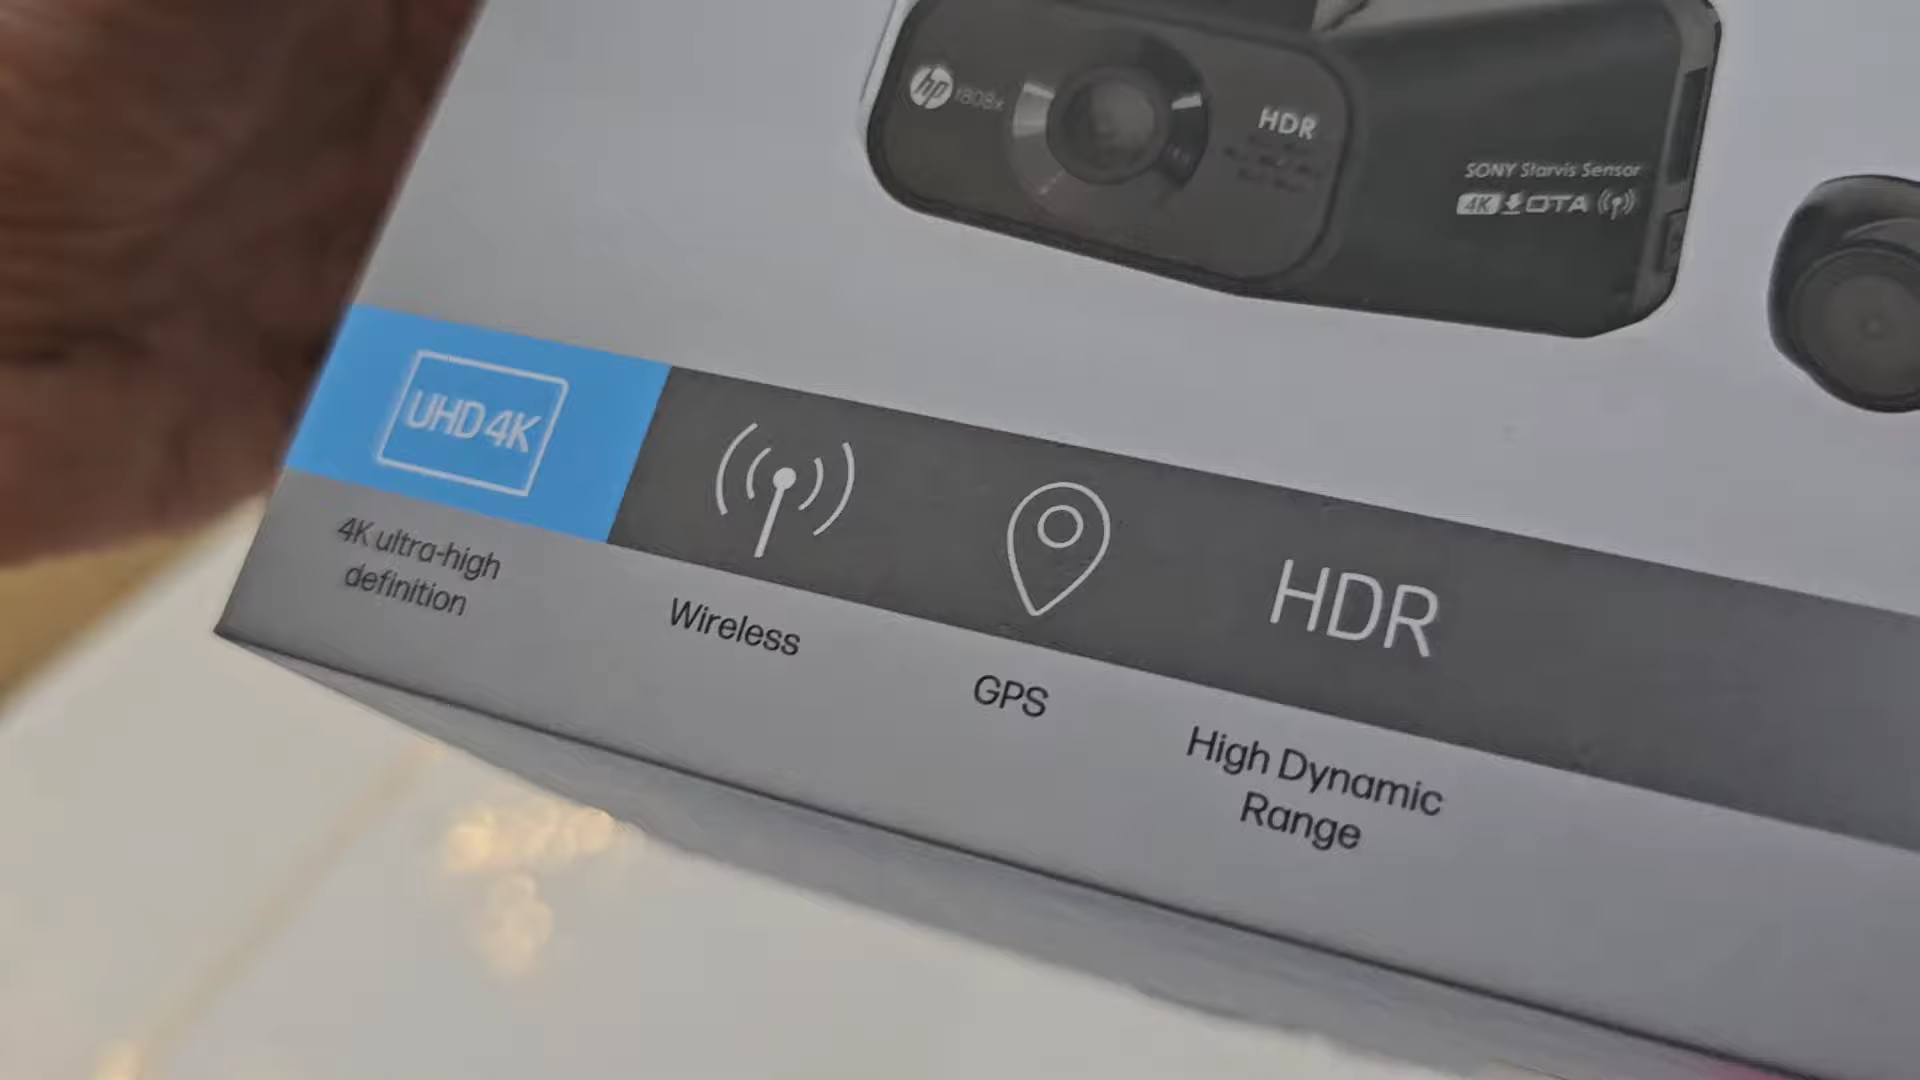 hp 1808x
HDR
SONY Starvis Sensor
4K OTA
UHD 4K
HDR
4K ultra-high
definition
Wireless
GPS
High Dynamic
Range